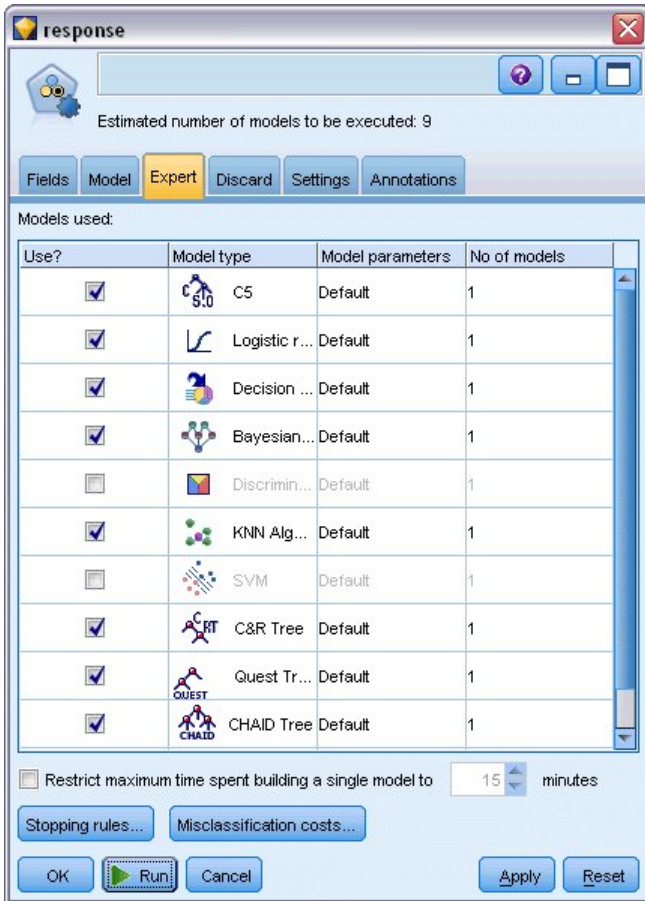 response
Estimated number of models to be executed: 9
Fields Model Expert Discard Settings Annotations
Models used:
Use? Model type Model parameters No of models
C5 Default 1
Logistic r... Default 1
Decision ... Default 1
Bayesian... Default 1
Discrimin... Default 1
KNN Alg... Default 1
SVM Default 1
C&R Tree Default 1
QUEST Quest Tr... Default 1
CHAID CHAID Tree Default 1
Restrict maximum time spent building a single model to 15 minutes
Stopping rules... Misclassification costs...
OK Run Cancel Apply Reset